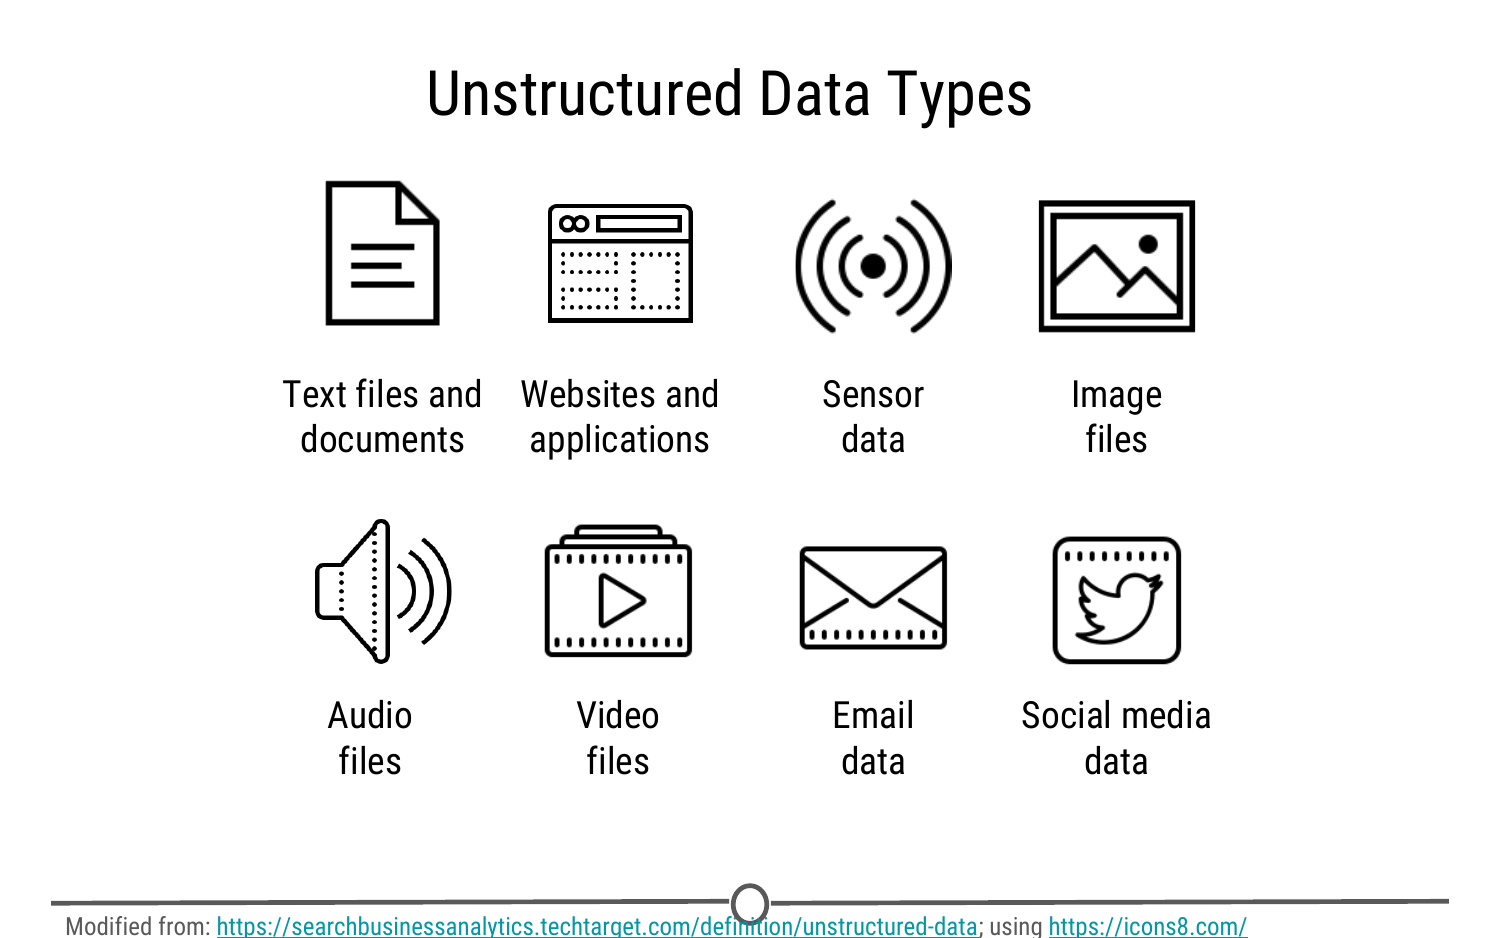 Unstructured Data Types
Text files and
documents
Websites and
applications
Sensor
data
Image
files
Audio
files
Video
files
Email
data
Social media
data
Modified from: https://searchbusinessanalytics.techtarget.com/definition/unstructured-data; using https://icons8.com/